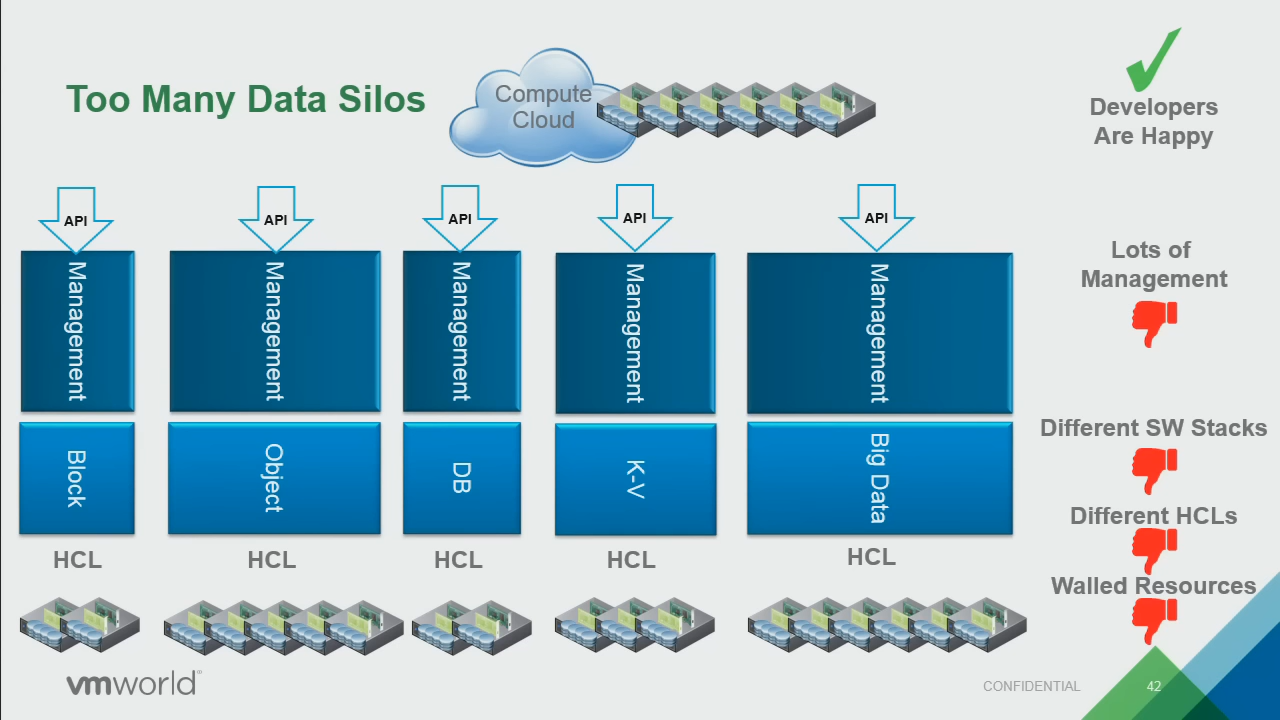 Too Many Data Silos
Compute
Cloud
Developers
Are Happy
API
API
API
API
API
Management
Management
Management
Management
Management
Lots of
Management
Block
Object
DB
K-V
Big Data
Different SW Stacks
Different HCLs
HCL
HCL
HCL
HCL
HCL
Walled Resources
vmworld®
CONFIDENTIAL
42